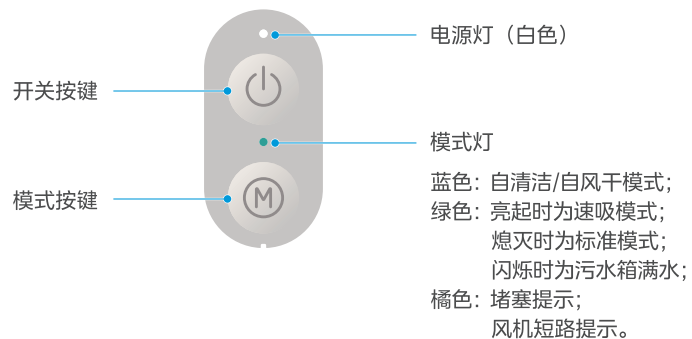 电源灯（白色）
开关按键
模式灯
M
模式按键
蓝色：自清洁/自风干模式；
绿色：亮起时为速吸模式；
熄灭时为标准模式；
闪烁时为污水箱满水；
橘色：堵塞提示；
风机短路提示。